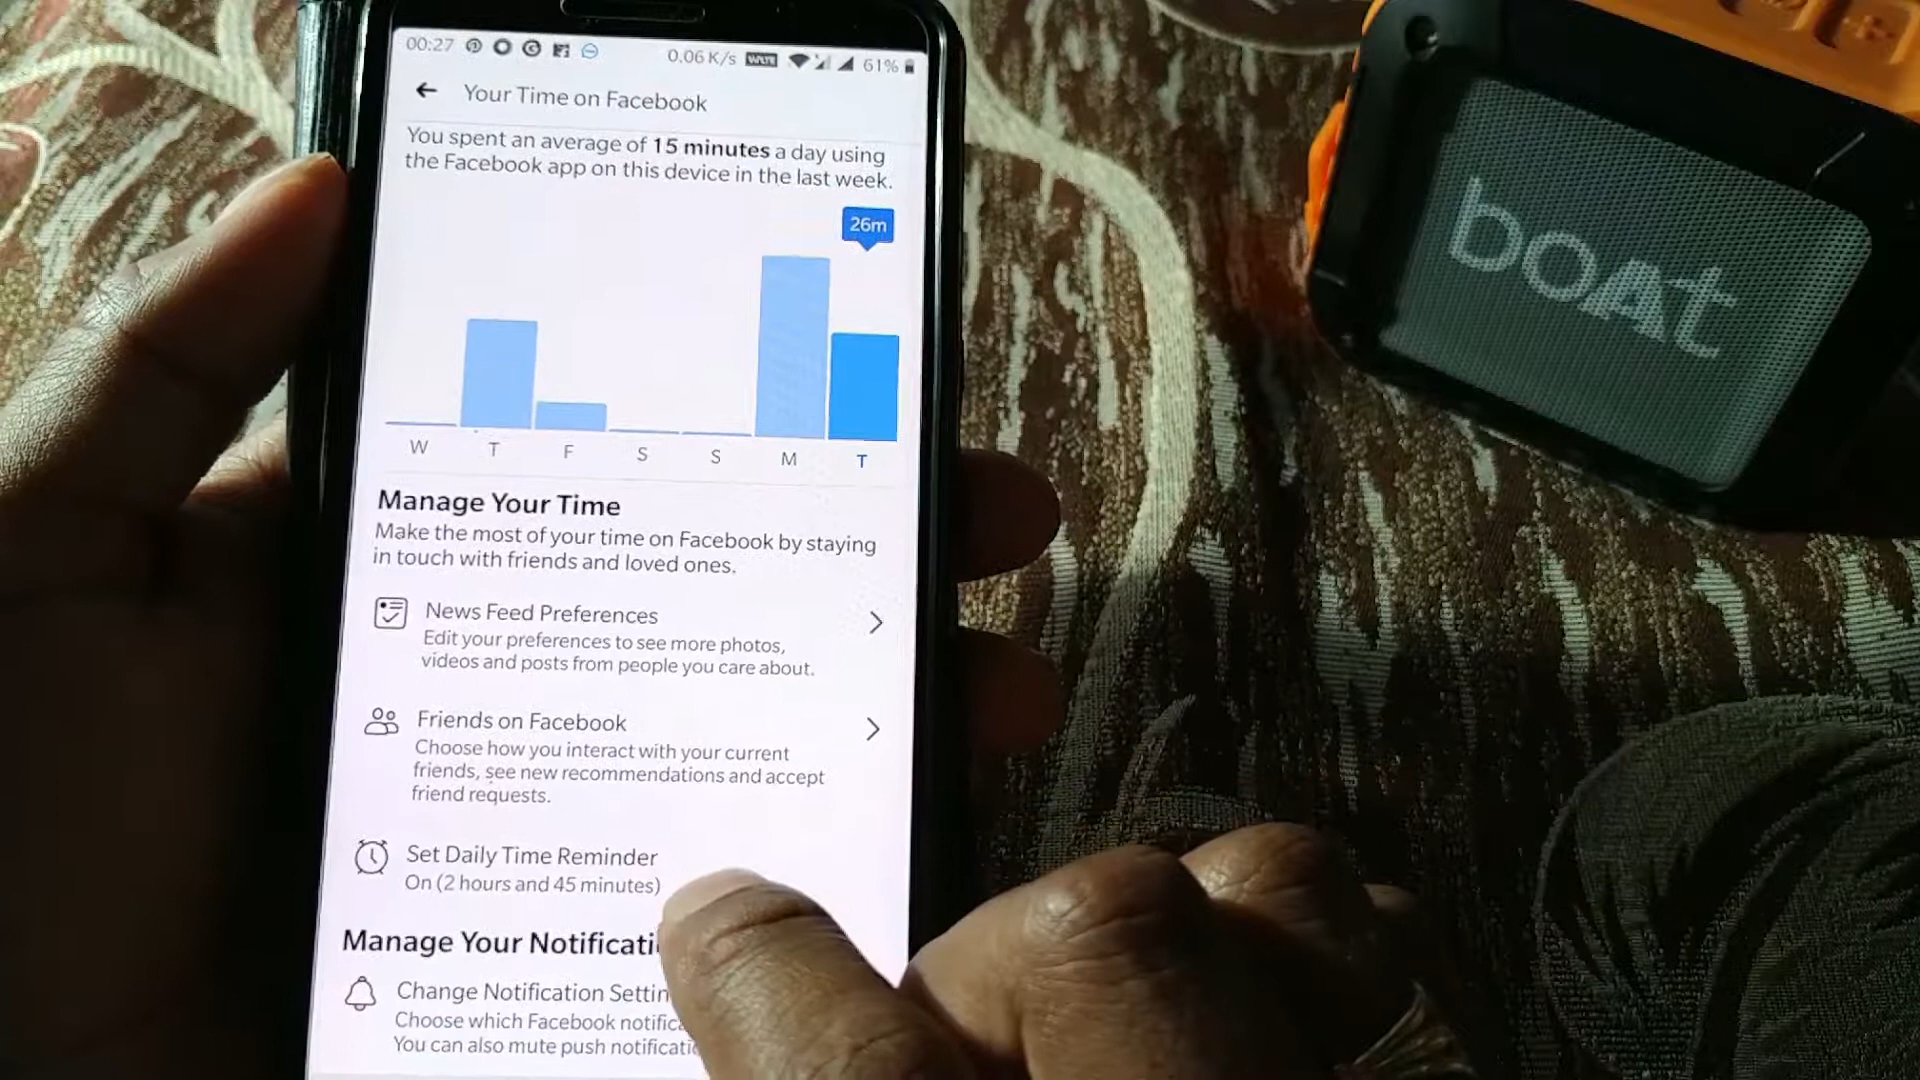 00:27 0.06 K/s VoLTE 61%
Your Time on Facebook
You spent an average of 15 minutes a day using
the Facebook app on this device in the last week.
26m
W T F S S M T
Manage Your Time
Make the most of your time on Facebook by staying
in touch with friends and loved ones.
News Feed Preferences
Edit your preferences to see more photos,
videos and posts from people you care about.
Friends on Facebook
Choose how you interact with your current
friends, see new recommendations and accept
friend requests.
Set Daily Time Reminder
On (2 hours and 45 minutes)
Manage Your
Change Notification
Choose which Facebook
You can also mute push
boAt